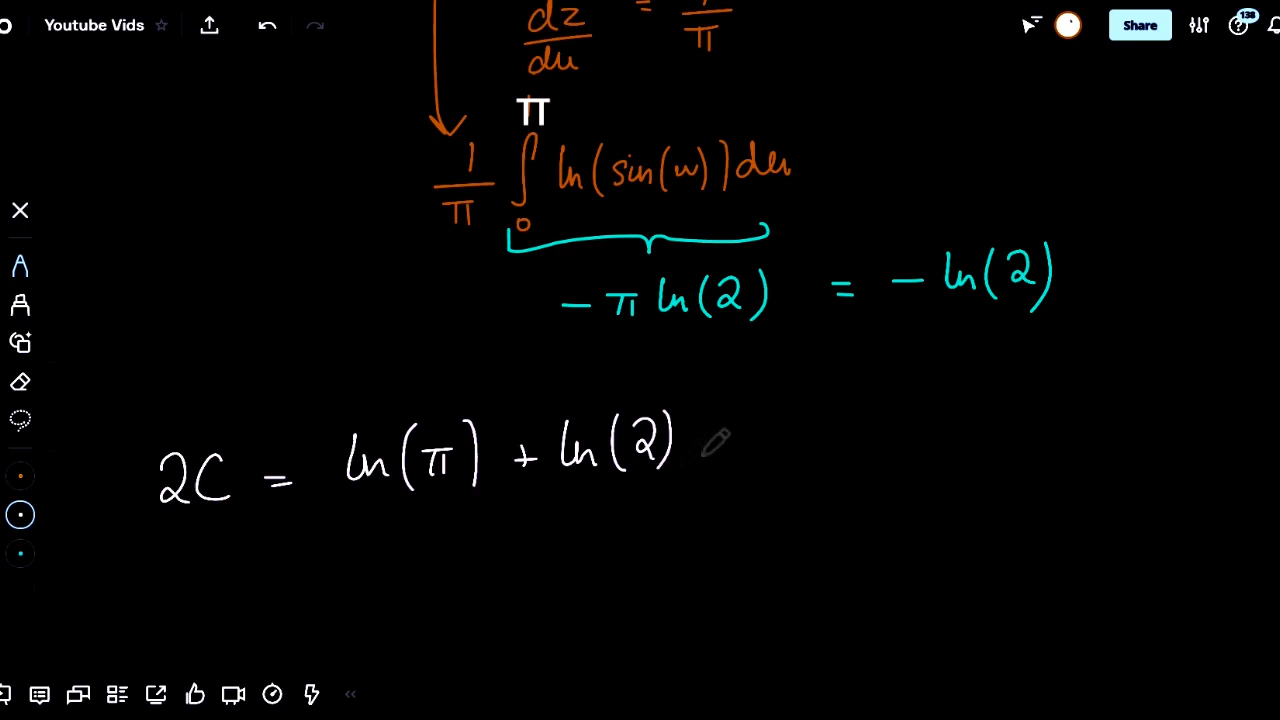 Youtube Vids
Share
138
dz/du = 1/π
1/π ∫₀^π ln(sin(u)) du
- π ln(2) = - ln(2)
2C = ln(π) + ln(2)